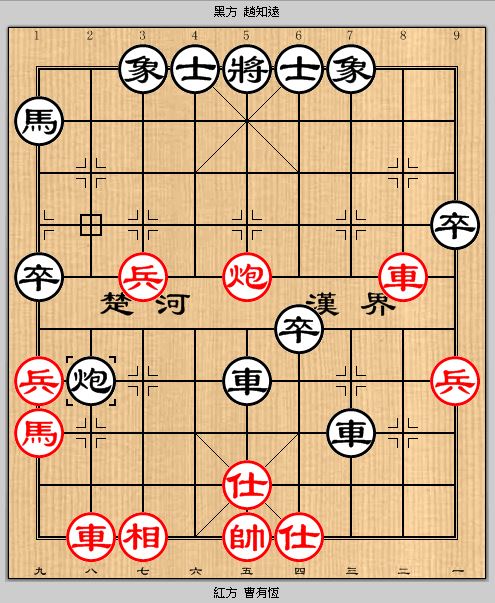 黑方 趙知遠
1 2 3 4 5 6 7 8 9
象 士 將 士 象
馬
卒
卒 兵 炮 車
楚河 漢界
卒
兵 炮 車 兵
馬 車
仕
車 相 帥 仕
九 八 七 六 五 四 三 二 一
紅方 曹有恆